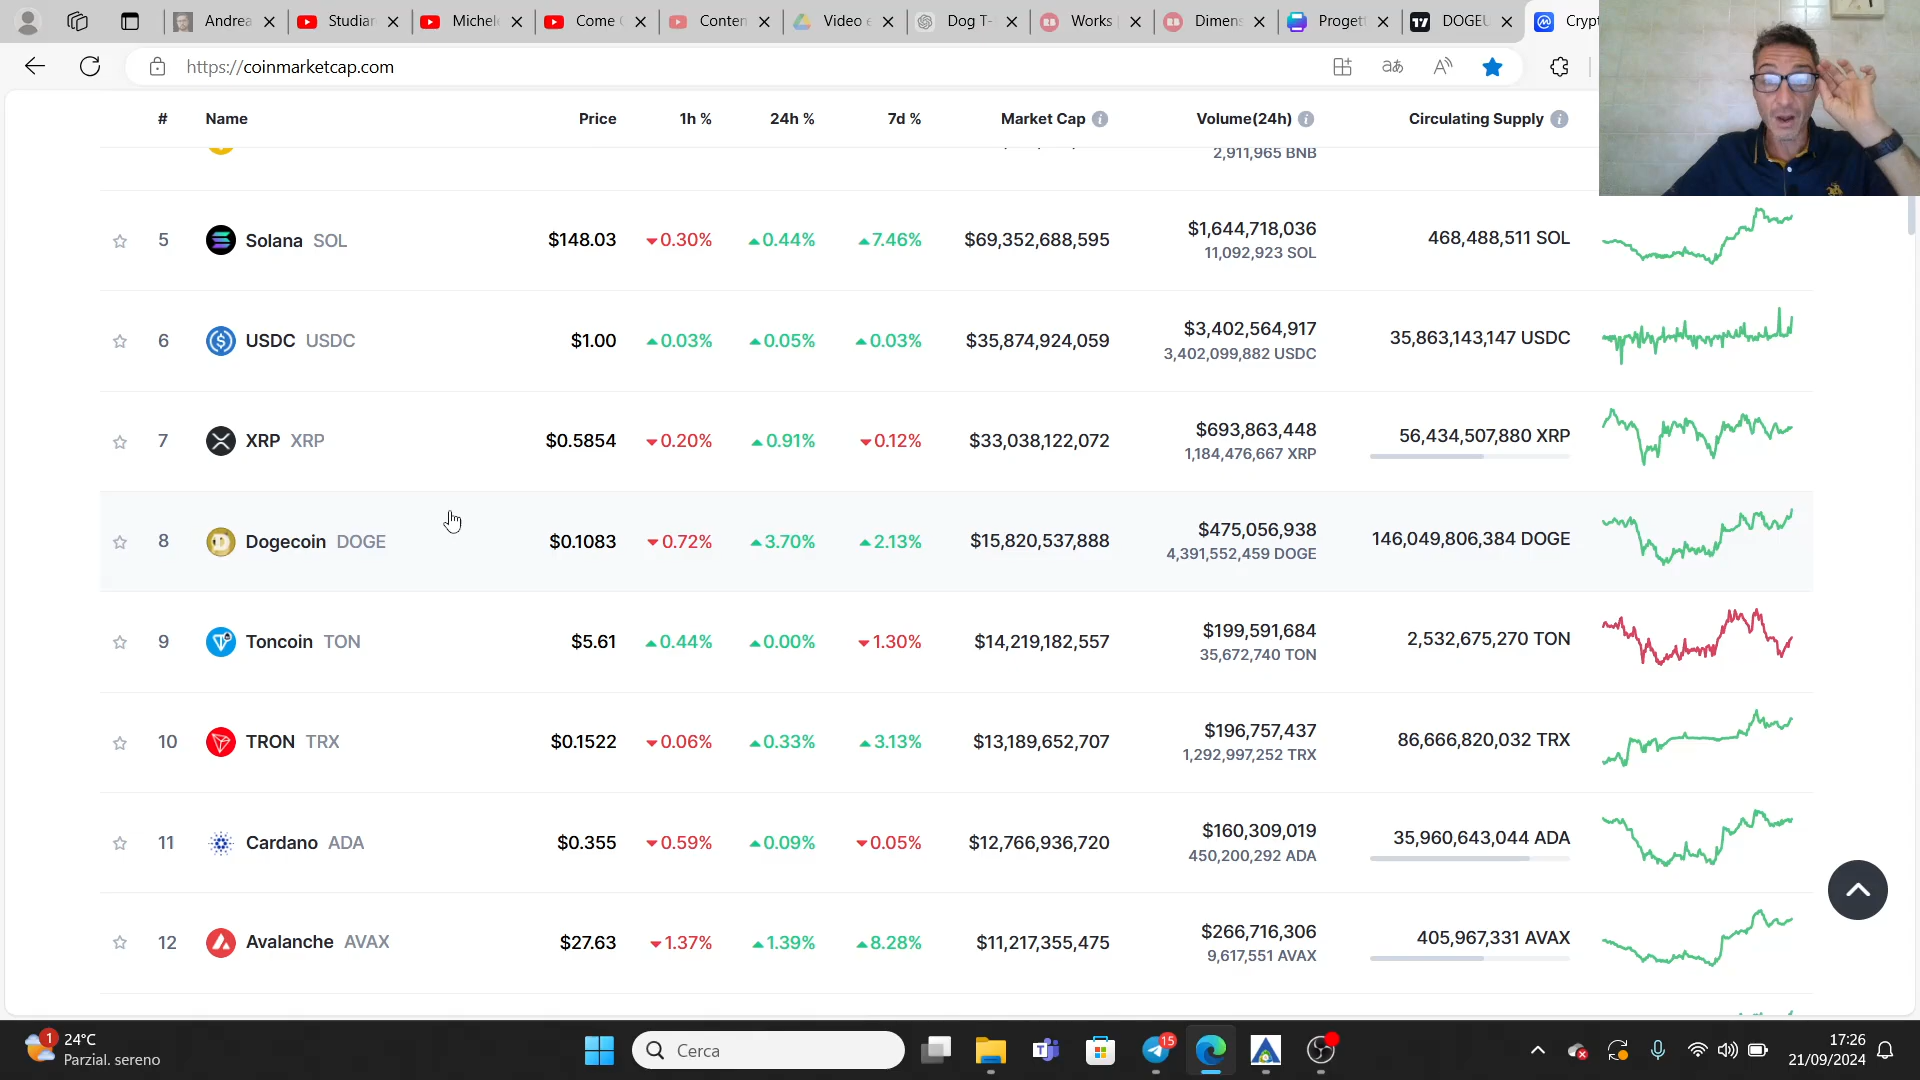 Andrea
Studiar
Michele
Come
Conten
Video e
Dog T-
Works
Dimens
Progett
DOGEU
Crypt
https://coinmarketcap.com
# Name Price 1h % 24h % 7d % Market Cap Volume(24h) Circulating Supply
2,911,965 BNB
5 Solana SOL $148.03 0.30% 0.44% 7.46% $69,352,688,595 $1,644,718,036 468,488,511 SOL
11,092,923 SOL
6 USDC USDC $1.00 0.03% 0.05% 0.03% $35,874,924,059 $3,402,564,917 35,863,143,147 USDC
3,402,099,882 USDC
7 XRP XRP $0.5854 0.20% 0.91% 0.12% $33,038,122,072 $693,863,448 56,434,507,880 XRP
1,184,476,667 XRP
8 Dogecoin DOGE $0.1083 0.72% 3.70% 2.13% $15,820,537,888 $475,056,938 146,049,806,384 DOGE
4,391,552,459 DOGE
9 Toncoin TON $5.61 0.44% 0.00% 1.30% $14,219,182,557 $199,591,684 2,532,675,270 TON
35,672,740 TON
10 TRON TRX $0.1522 0.06% 0.33% 3.13% $13,189,652,707 $196,757,437 86,666,820,032 TRX
1,292,997,252 TRX
11 Cardano ADA $0.355 0.59% 0.09% 0.05% $12,766,936,720 $160,309,019 35,960,643,044 ADA
450,200,292 ADA
12 Avalanche AVAX $27.63 1.37% 1.39% 8.28% $11,217,355,475 $266,716,306 405,967,331 AVAX
9,617,551 AVAX
1
24°C
Parzial. sereno
Cerca
15
17:26
21/09/2024